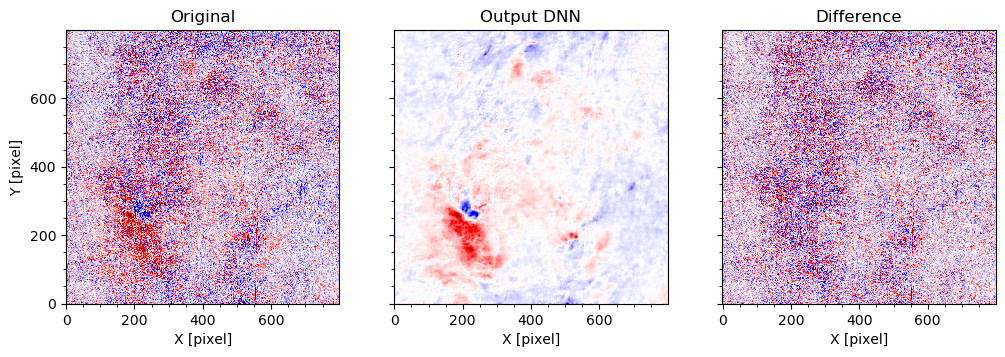 Original
Output DNN
Difference
Y [pixel]
600
400
200
0
0 200 400 600
0 200 400 600
0 200 400 600
X [pixel]
X [pixel]
X [pixel]